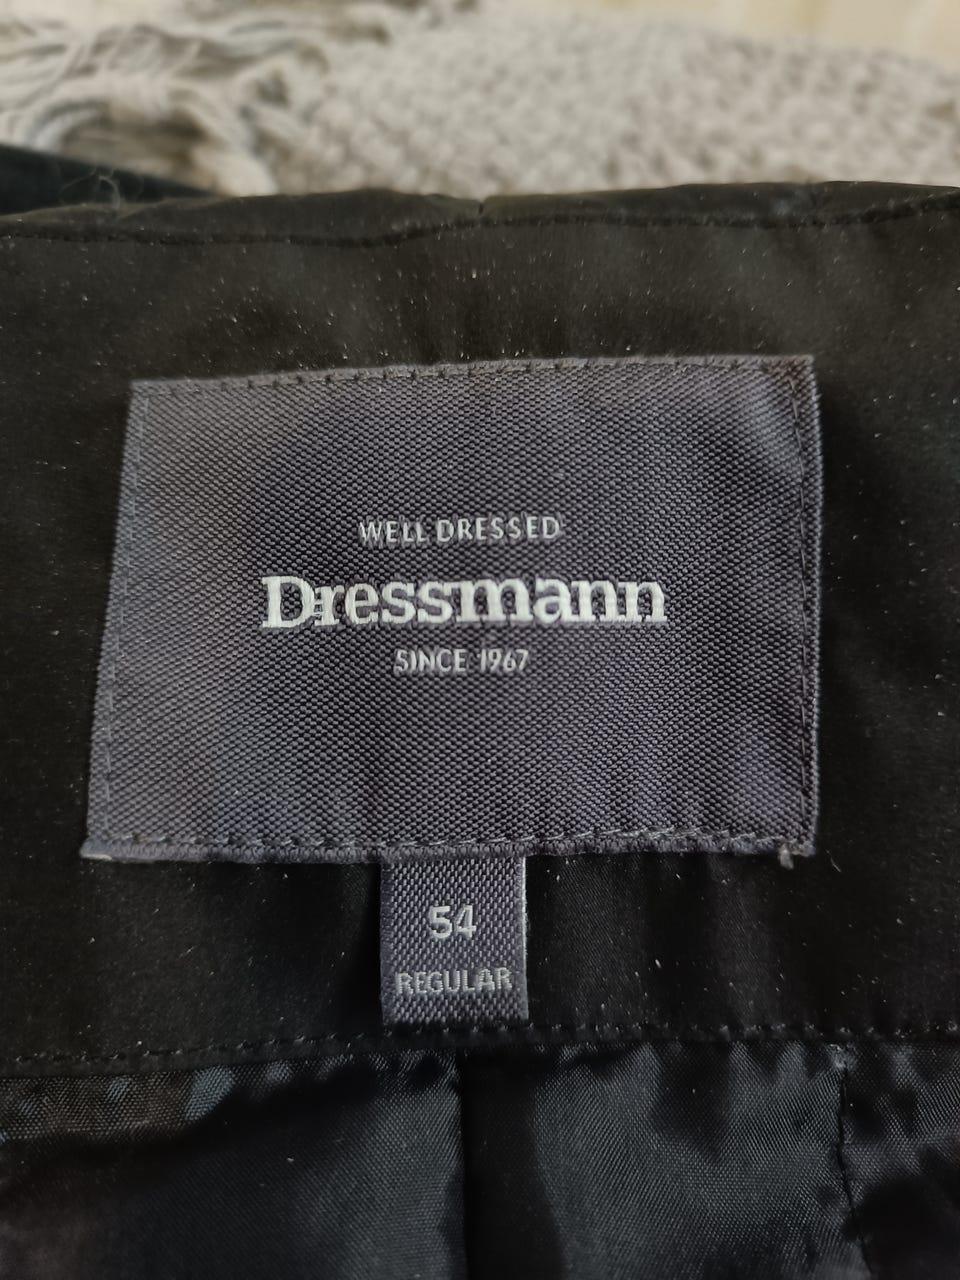 WELL DRESSED
Dressmann
SINCE 1967
54
REGULAR